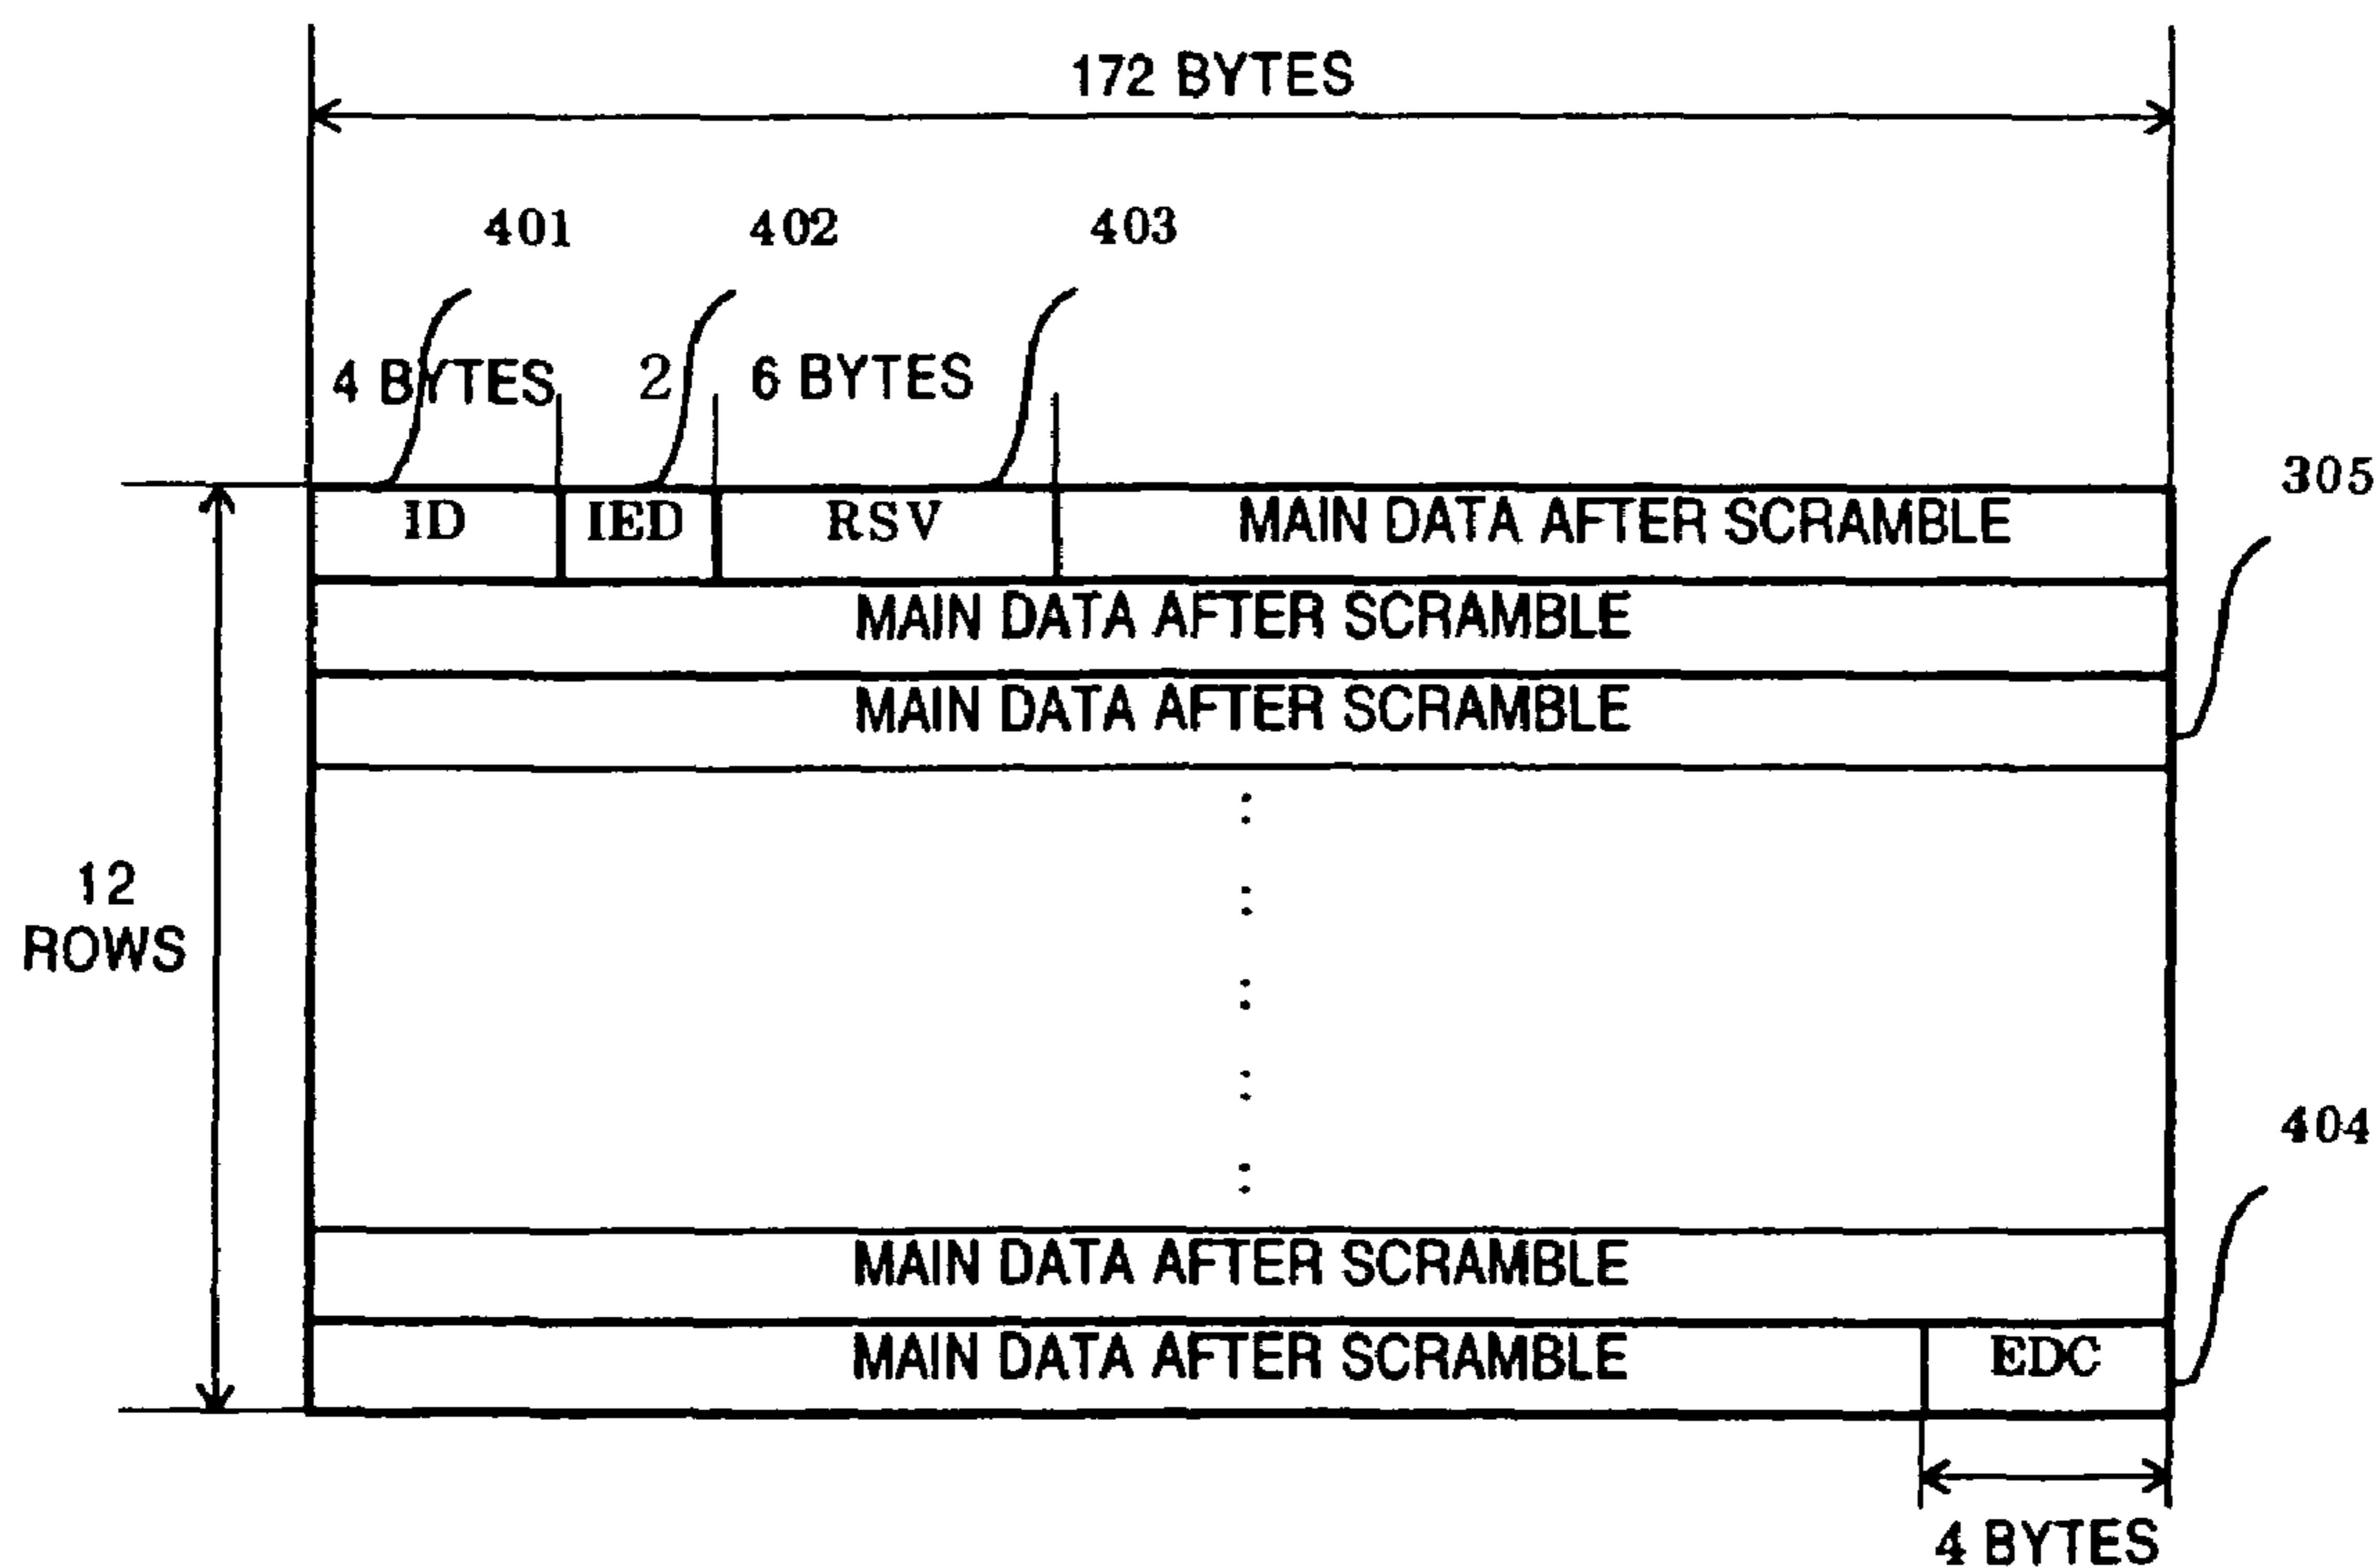 172 BYTES
401 402 403
4 BYTES 2 6 BYTES
305
ID IED RSV MAIN DATA AFTER SCRAMBLE
MAIN DATA AFTER SCRAMBLE
MAIN DATA AFTER SCRAMBLE
12
ROWS
404
MAIN DATA AFTER SCRAMBLE
MAIN DATA AFTER SCRAMBLE EDC
4 BYTES